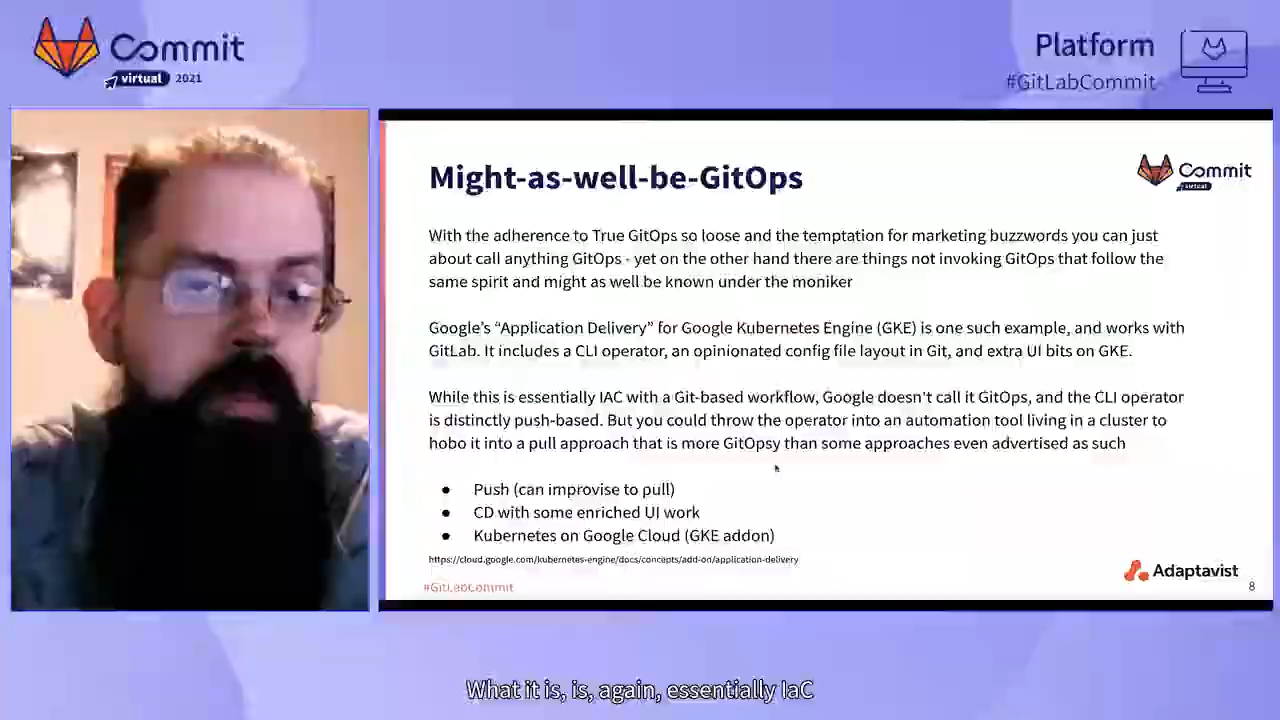 Commit
virtual 2021
Platform
#GitLabCommit
Might-as-well-be-GitOps
Commit
virtual
With the adherence to True GitOps so loose and the temptation for marketing buzzwords you can just
about call anything GitOps - yet on the other hand there are things not invoking GitOps that follow the
same spirit and might as well be known under the moniker
Google's “Application Delivery” for Google Kubernetes Engine (GKE) is one such example, and works with
GitLab. It includes a CLI operator, an opinionated config file layout in Git, and extra UI bits on GKE.
While this is essentially IAC with a Git-based workflow, Google doesn't call it GitOps, and the CLI operator
is distinctly push-based. But you could throw the operator into an automation tool living in a cluster to
hobo it into a pull approach that is more GitOpsy than some approaches even advertised as such
● Push (can improvise to pull)
● CD with some enriched UI work
● Kubernetes on Google Cloud (GKE addon)
https://cloud.google.com/kubernetes-engine/docs/concepts/add-on/application-delivery
#GitLabCommit
Adaptavist
8
What it is, is, again, essentially IaC